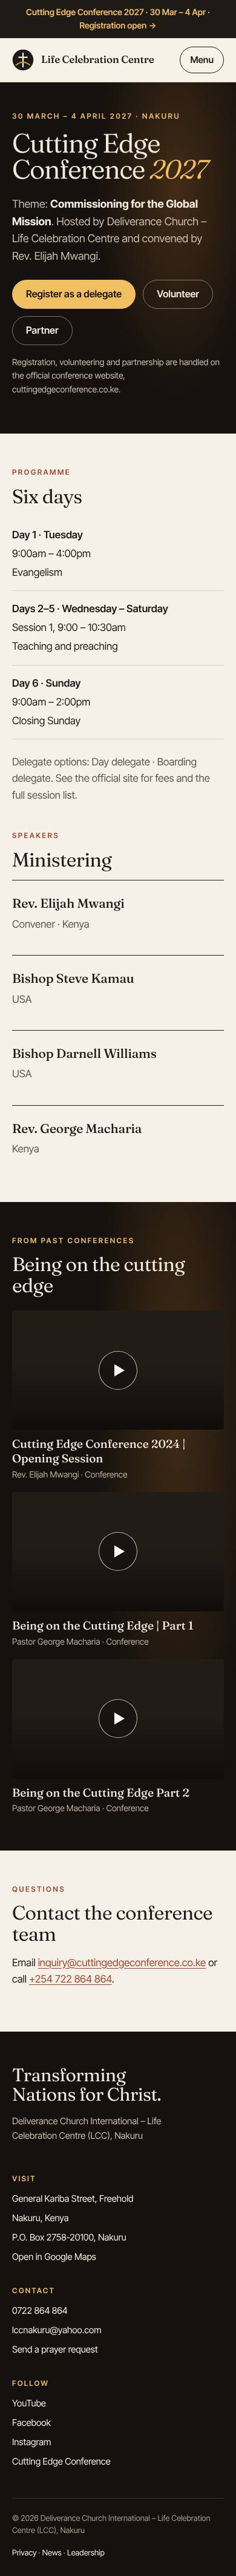 Cutting Edge Conference 2027 · 30 Mar – 4 Apr ·
Registration open →
Life Celebration Centre
Menu
30 MARCH – 4 APRIL 2027 · NAKURU
Cutting Edge
Conference 2027
Theme: Commissioning for the Global
Mission. Hosted by Deliverance Church –
Life Celebration Centre and convened by
Rev. Elijah Mwangi.
Register as a delegate
Volunteer
Partner
Registration, volunteering and partnership are handled on
the official conference website,
cuttingedgeconference.co.ke.
PROGRAMME
Six days
Day 1 · Tuesday
9:00am – 4:00pm
Evangelism
Days 2–5 · Wednesday – Saturday
Session 1, 9:00 – 10:30am
Teaching and preaching
Day 6 · Sunday
9:00am – 2:00pm
Closing Sunday
Delegate options: Day delegate · Boarding
delegate. See the official site for fees and the
full session list.
SPEAKERS
Ministering
Rev. Elijah Mwangi
Convener · Kenya
Bishop Steve Kamau
USA
Bishop Darnell Williams
USA
Rev. George Macharia
Kenya
FROM PAST CONFERENCES
Being on the cutting
edge
Cutting Edge Conference 2024 |
Opening Session
Rev. Elijah Mwangi · Conference
Being on the Cutting Edge | Part 1
Pastor George Macharia · Conference
Being on the Cutting Edge Part 2
Pastor George Macharia · Conference
QUESTIONS
Contact the conference
team
Email inquiry@cuttingedgeconference.co.ke or
call +254 722 864 864.
Transforming
Nations for Christ.
Deliverance Church International – Life
Celebration Centre (LCC), Nakuru
VISIT
General Kariba Street, Freehold
Nakuru, Kenya
P.O. Box 2758-20100, Nakuru
Open in Google Maps
CONTACT
0722 864 864
lccnakuru@yahoo.com
Send a prayer request
FOLLOW
YouTube
Facebook
Instagram
Cutting Edge Conference
© 2026 Deliverance Church International – Life Celebration
Centre (LCC), Nakuru
Privacy · News · Leadership